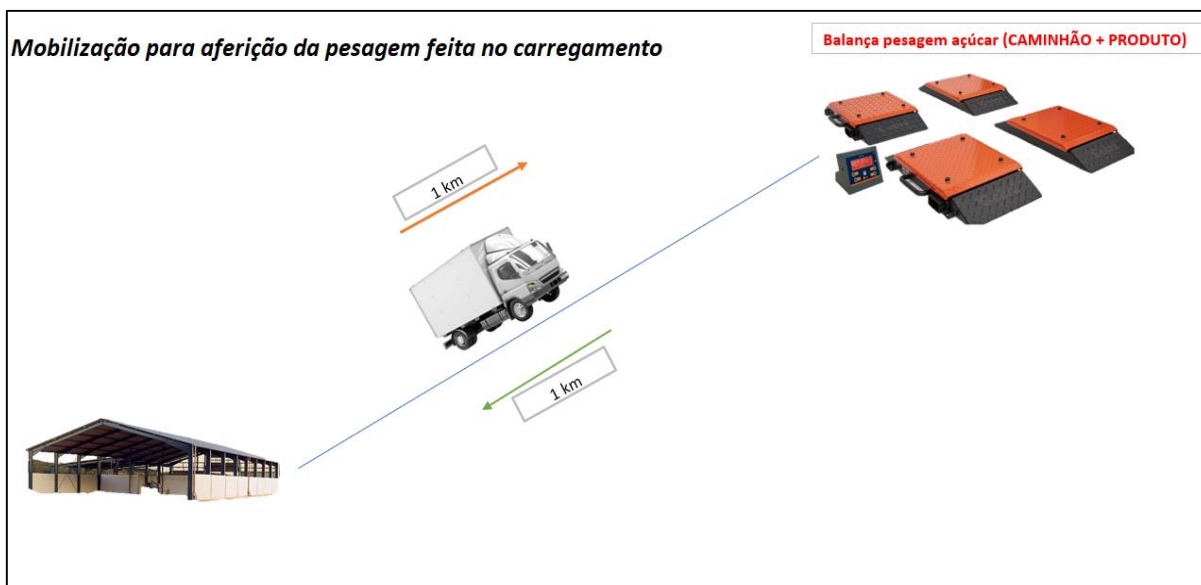 Mobilização para aferição da pesagem feita no carregamento
Balança pesagem açúcar (CAMINHÃO + PRODUTO)
1 km
1 km